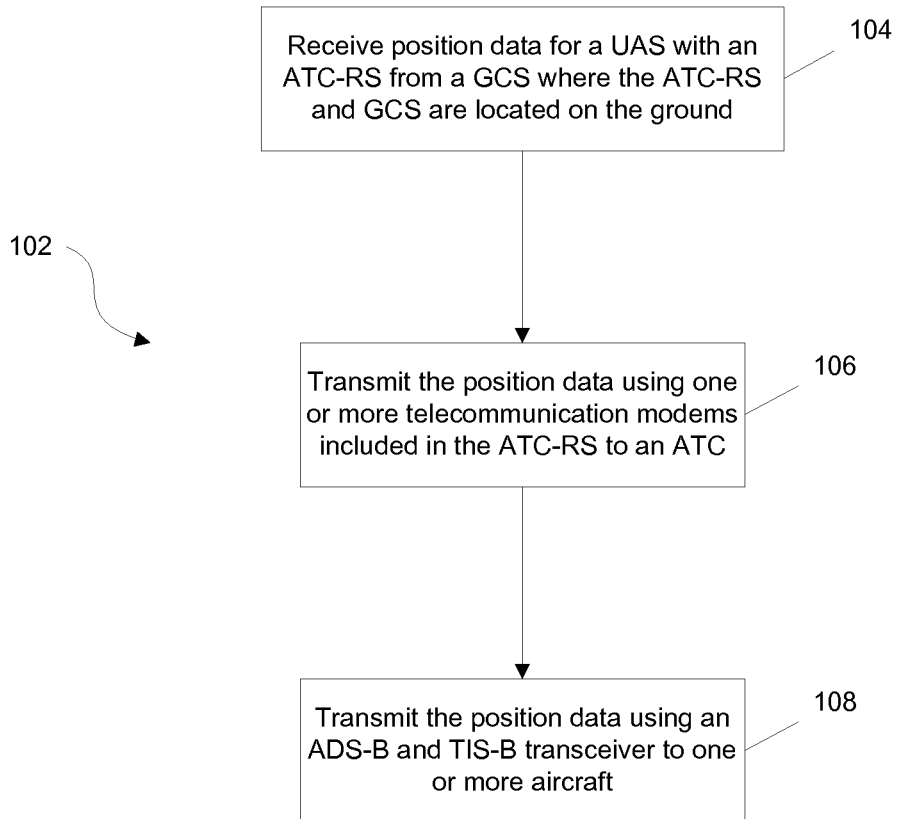 Receive position data for a UAS with an
ATC-RS from a GCS where the ATC-RS
and GCS are located on the ground
104
102
Transmit the position data using one
or more telecommunication modems
included in the ATC-RS to an ATC
106
Transmit the position data using an
ADS-B and TIS-B transceiver to one
or more aircraft
108